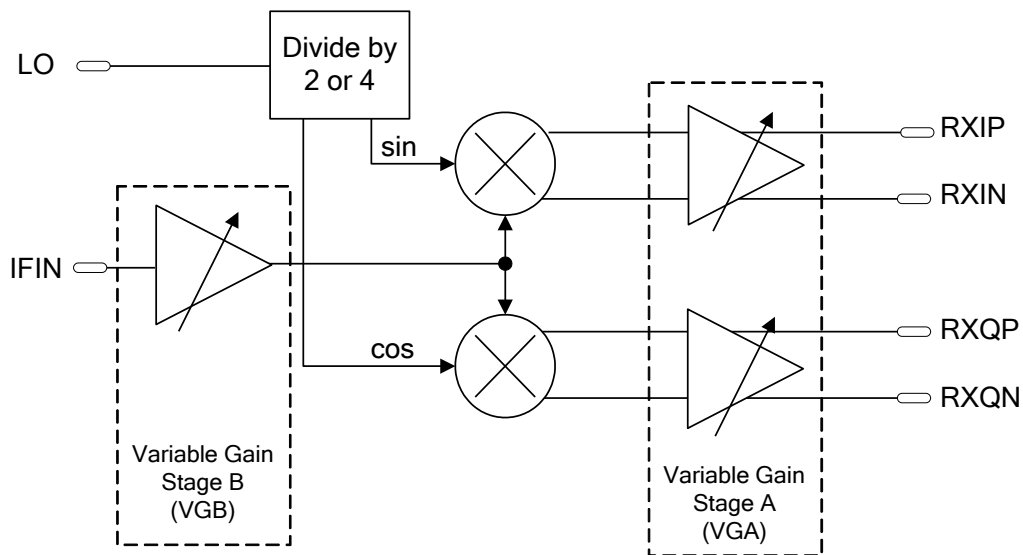 LO
Divide by
2 or 4
sin
RXIP
RXIN
IFIN
cos
RXQP
RXQN
Variable Gain
Stage B
(VGB)
Variable Gain
Stage A
(VGA)